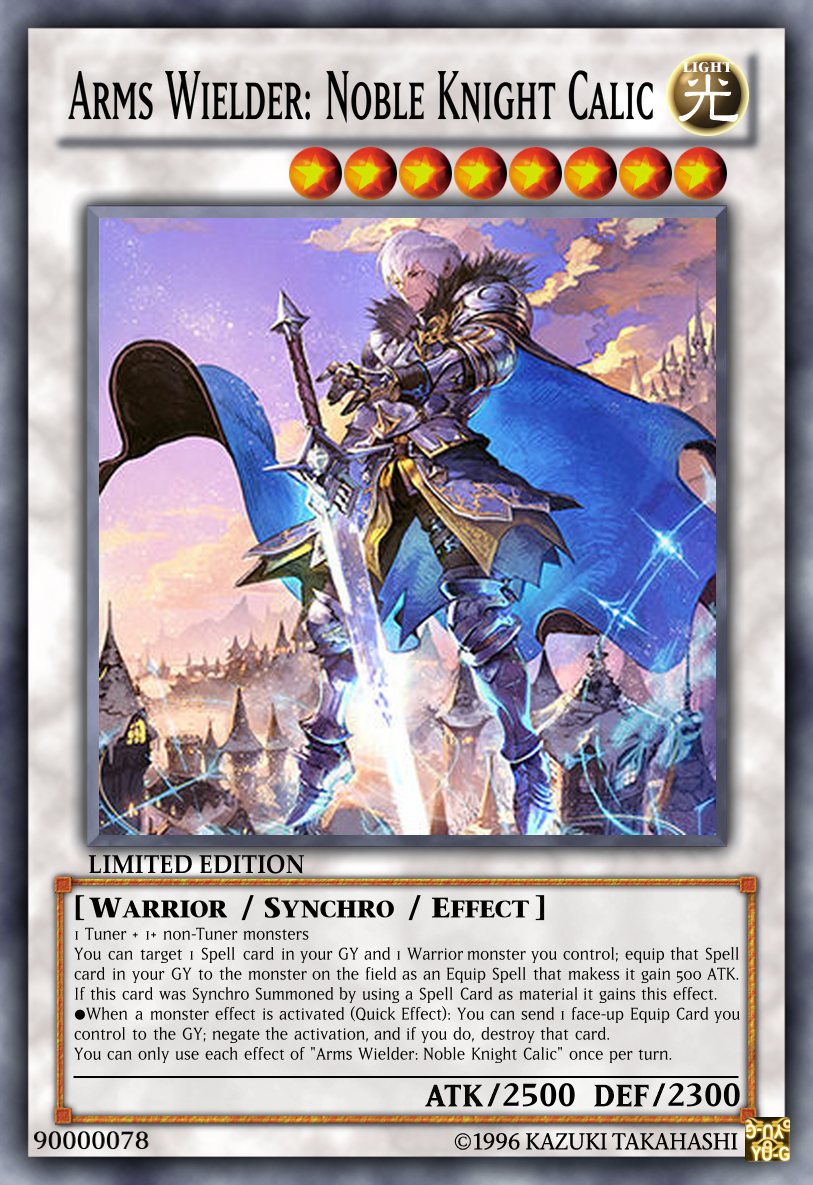 ARMS WIELDER: NOBLE KNIGHT CALIC
LIGHT
光
LIMITED EDITION
[ WARRIOR / SYNCHRO / EFFECT ]
1 Tuner + 1+ non-Tuner monsters
You can target 1 Spell card in your GY and 1 Warrior monster you control; equip that Spell
card in your GY to the monster on the field as an Equip Spell that makess it gain 500 ATK.
If this card was Synchro Summoned by using a Spell Card as material it gains this effect.
●When a monster effect is activated (Quick Effect): You can send 1 face-up Equip Card you
control to the GY; negate the activation, and if you do, destroy that card.
You can only use each effect of "Arms Wielder: Noble Knight Calic" once per turn.
ATK/2500 DEF/2300
90000078
©1996 KAZUKI TAKAHASHI